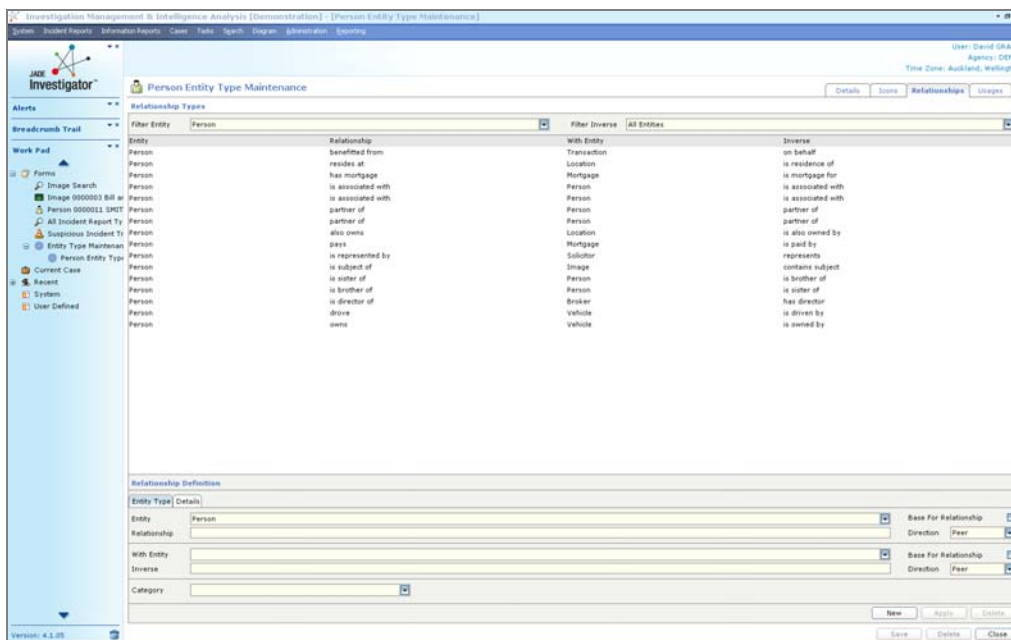 Investigation Management & Intelligence Analysis [Demonstration] - [Person Entity Type Maintenance]
System Incident Reports Information Reports Cases Tasks Search Diagram Administration Reporting
User: David GRA
Agency: DE
Time Zone: Auckland, Welling
JADE
Investigator™
Person Entity Type Maintenance
Details Icons Relationships Usages
Alerts
Breadcrumb Trail
Work Pad
Forms
Image Search
Image 0000003 Bill ar
Person 0000011 SMIT
All Incident Report Ty
Suspicious Incident Ty
Entity Type Maintenan
Person Entity Type
Current Case
Recent
System
User Defined
Relationship Types
Filter Entity Person Filter Inverse All Entities
Entity Relationship With Entity Inverse
Person benefitted from Transaction on behalf
Person resides at Location is residence of
Person has mortgage Mortgage is mortgage for
Person is associated with Person is associated with
Person is associated with Person is associated with
Person partner of Person partner of
Person partner of Person partner of
Person also owns Location is also owned by
Person pays Mortgage is paid by
Person is represented by Solicitor represents
Person is subject of Image contains subject
Person is sister of Person is brother of
Person is brother of Person is sister of
Person is director of Broker has director
Person drove Vehicle is driven by
Person owns Vehicle is owned by
Relationship Definition
Entity Type Details
Entity Person Base For Relationship
Relationship Direction Peer
With Entity Base For Relationship
Inverse Direction Peer
Category
New Apply Delete
Version: 4.1.05
Save Delete Close